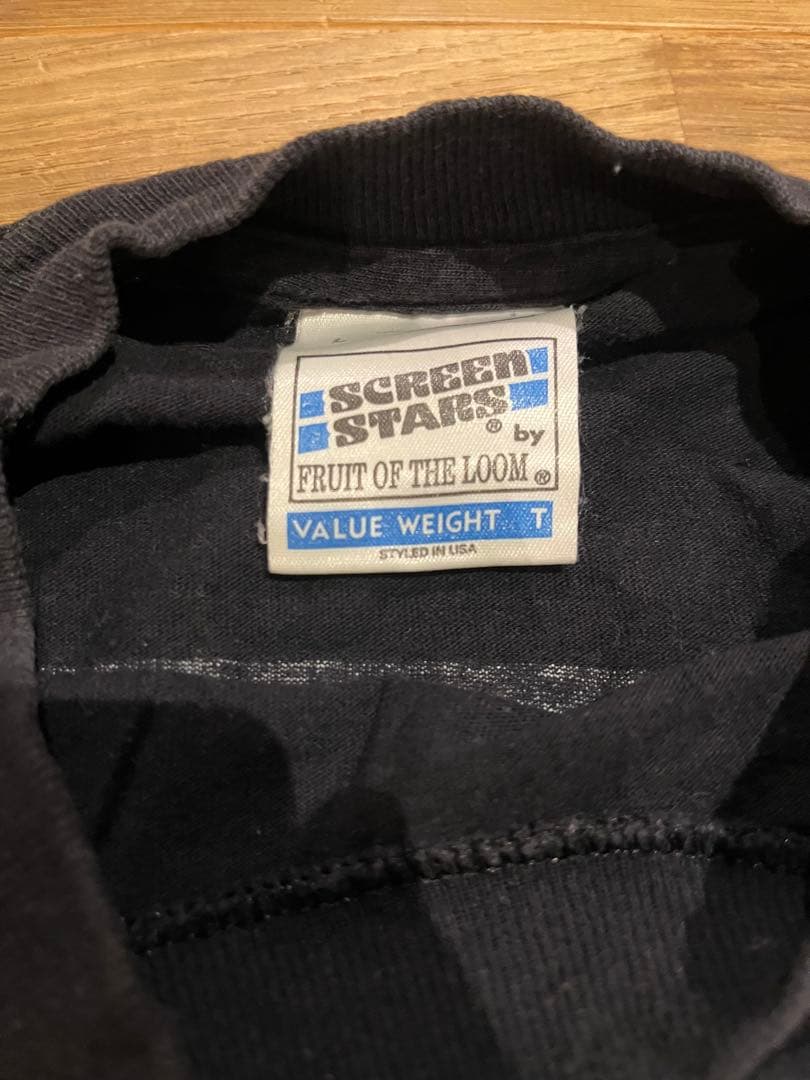 SCREEN
STARS®
by
FRUIT OF THE LOOM®
VALUE WEIGHT T
STYLED IN USA